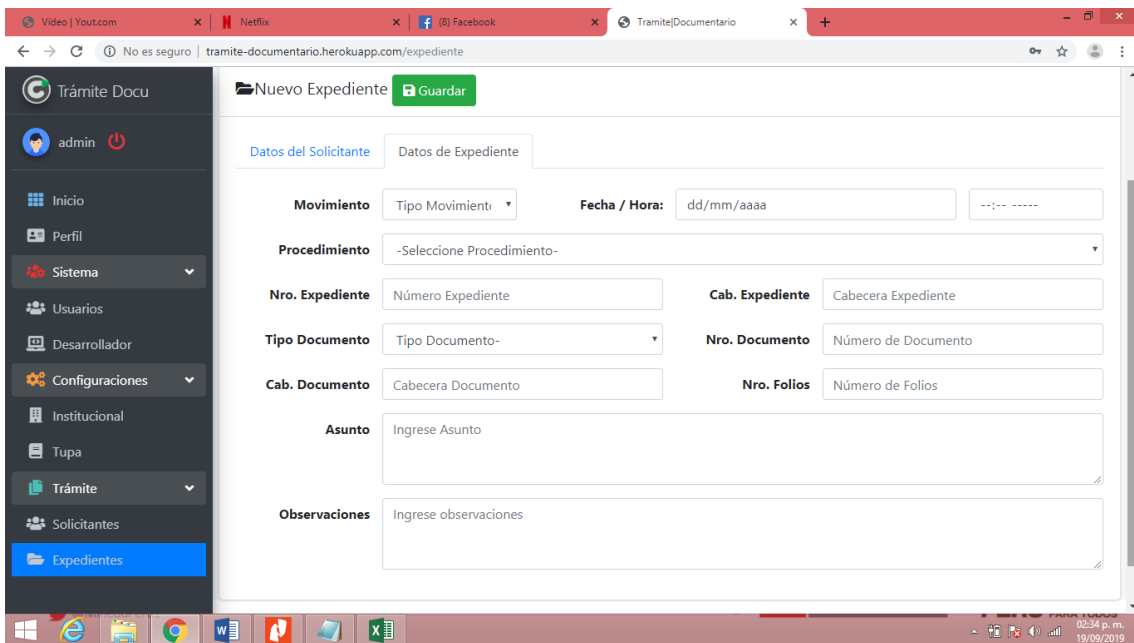 Vídeo | Yout.com
Netflix
(8) Facebook
Tramite|Documentario
No es seguro | tramite-documentario.herokuapp.com/expediente
Trámite Docu
admin
Inicio
Perfil
Sistema
Usuarios
Desarrollador
Configuraciones
Institucional
Tupa
Trámite
Solicitantes
Expedientes
Nuevo Expediente Guardar
Datos del Solicitante Datos de Expediente
Movimiento Tipo Movimient Fecha / Hora: dd/mm/aaaa --:-- -----
Procedimiento -Seleccione Procedimiento-
Nro. Expediente Número Expediente Cab. Expediente Cabecera Expediente
Tipo Documento Tipo Documento- Nro. Documento Número de Documento
Cab. Documento Cabecera Documento Nro. Folios Número de Folios
Asunto Ingrese Asunto
Observaciones Ingrese observaciones
PARA TODOS
02:34 p. m.
19/09/2019